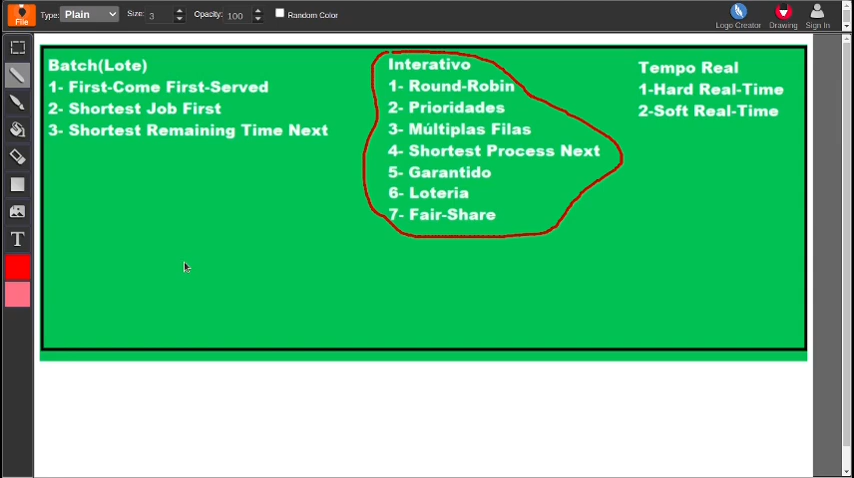 File
Type: Plain
Size: 3
Opacity: 100
Random Color
Logo Creator
Drawing
Sign In
Batch(Lote)
1- First-Come First-Served
2- Shortest Job First
3- Shortest Remaining Time Next
Interativo
1- Round-Robin
2- Prioridades
3- Múltiplas Filas
4- Shortest Process Next
5- Garantido
6- Loteria
7- Fair-Share
Tempo Real
1-Hard Real-Time
2-Soft Real-Time
T